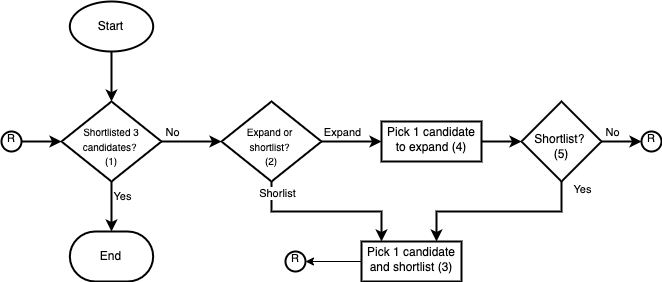 Start
R
Shortlisted 3
candidates?
(1)
No
Expand or
shortlist?
(2)
Expand
Pick 1 candidate
to expand (4)
Shortlist?
(5)
No
R
Yes
Shorlist
Yes
End
R
Pick 1 candidate
and shortlist (3)